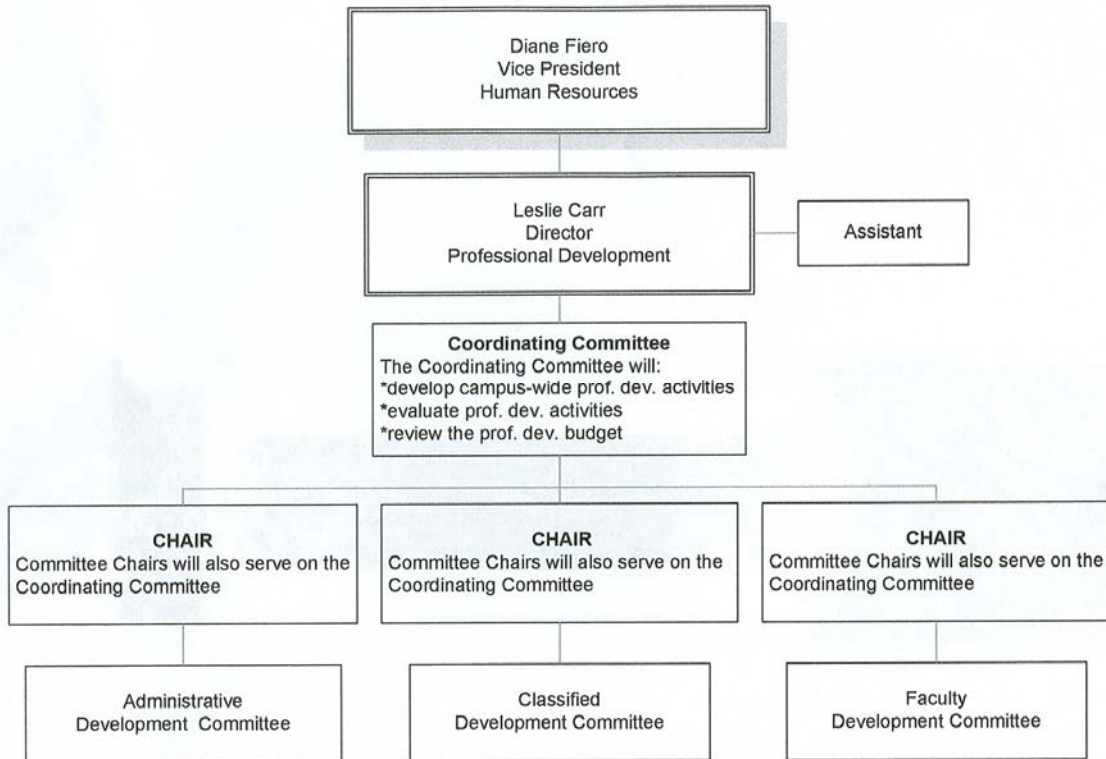 Diane Fiero
Vice President
Human Resources
Leslie Carr
Director
Professional Development
Assistant
Coordinating Committee
The Coordinating Committee will:
*develop campus-wide prof. dev. activities
*evaluate prof. dev. activities
*review the prof. dev. budget
CHAIR
Committee Chairs will also serve on the
Coordinating Committee
CHAIR
Committee Chairs will also serve on the
Coordinating Committee
CHAIR
Committee Chairs will also serve on the
Coordinating Committee
Administrative
Development Committee
Classified
Development Committee
Faculty
Development Committee